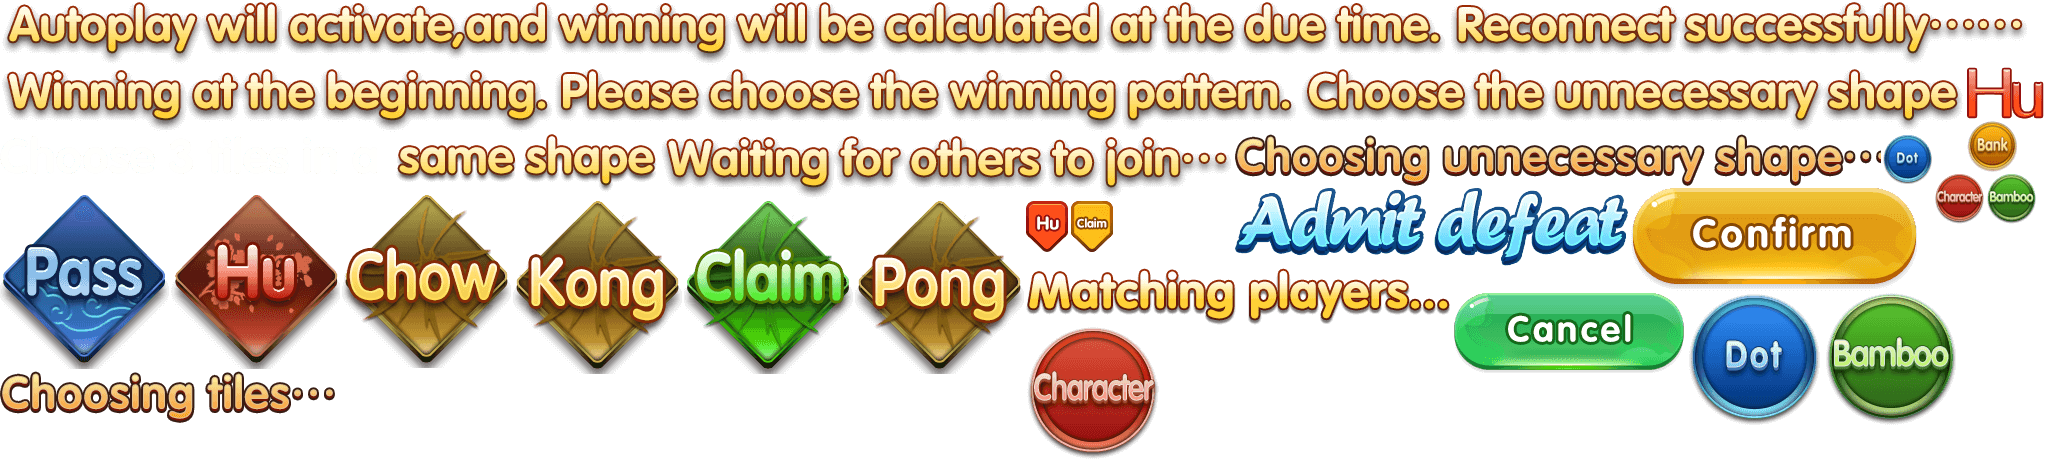 Autoplay will activate,and winning will be calculated at the due time. Reconnect successfully······
Winning at the beginning. Please choose the winning pattern. Choose the unnecessary shape Hu
same shape Waiting for others to join··· Choosing unnecessary shape··· Dot Bank
Character Bamboo
Pass Hu Chow Kong Claim Pong Hu Claim Admit defeat Confirm
Matching players...
Cancel Dot Bamboo
Character
Choosing tiles···